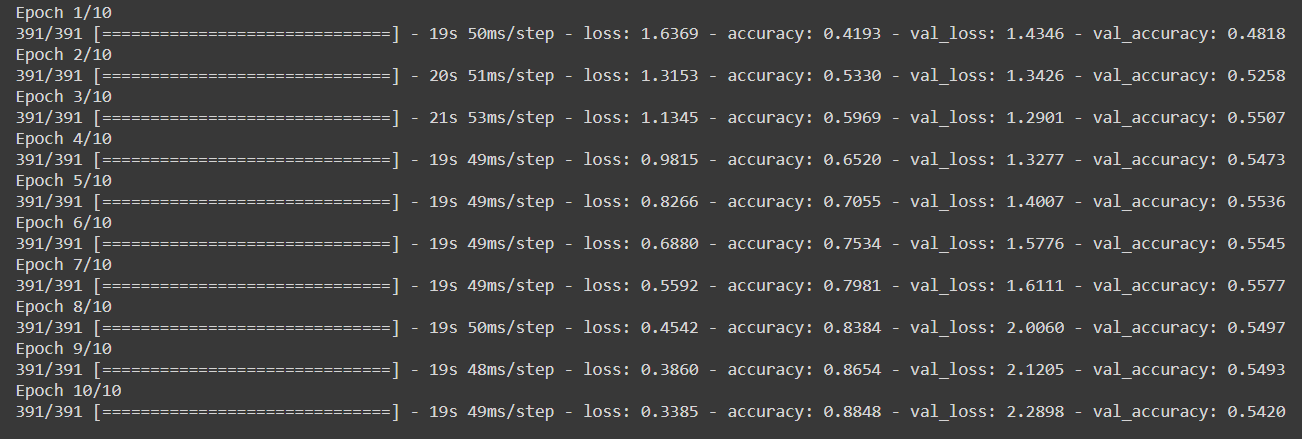 Epoch 1/10
391/391 [==============================] - 19s 50ms/step - loss: 1.6369 - accuracy: 0.4193 - val_loss: 1.4346 - val_accuracy: 0.4818
Epoch 2/10
391/391 [==============================] - 20s 51ms/step - loss: 1.3153 - accuracy: 0.5330 - val_loss: 1.3426 - val_accuracy: 0.5258
Epoch 3/10
391/391 [==============================] - 21s 53ms/step - loss: 1.1345 - accuracy: 0.5969 - val_loss: 1.2901 - val_accuracy: 0.5507
Epoch 4/10
391/391 [==============================] - 19s 49ms/step - loss: 0.9815 - accuracy: 0.6520 - val_loss: 1.3277 - val_accuracy: 0.5473
Epoch 5/10
391/391 [==============================] - 19s 49ms/step - loss: 0.8266 - accuracy: 0.7055 - val_loss: 1.4007 - val_accuracy: 0.5536
Epoch 6/10
391/391 [==============================] - 19s 49ms/step - loss: 0.6880 - accuracy: 0.7534 - val_loss: 1.5776 - val_accuracy: 0.5545
Epoch 7/10
391/391 [==============================] - 19s 49ms/step - loss: 0.5592 - accuracy: 0.7981 - val_loss: 1.6111 - val_accuracy: 0.5577
Epoch 8/10
391/391 [==============================] - 19s 50ms/step - loss: 0.4542 - accuracy: 0.8384 - val_loss: 2.0060 - val_accuracy: 0.5497
Epoch 9/10
391/391 [==============================] - 19s 48ms/step - loss: 0.3860 - accuracy: 0.8654 - val_loss: 2.1205 - val_accuracy: 0.5493
Epoch 10/10
391/391 [==============================] - 19s 49ms/step - loss: 0.3385 - accuracy: 0.8848 - val_loss: 2.2898 - val_accuracy: 0.5420